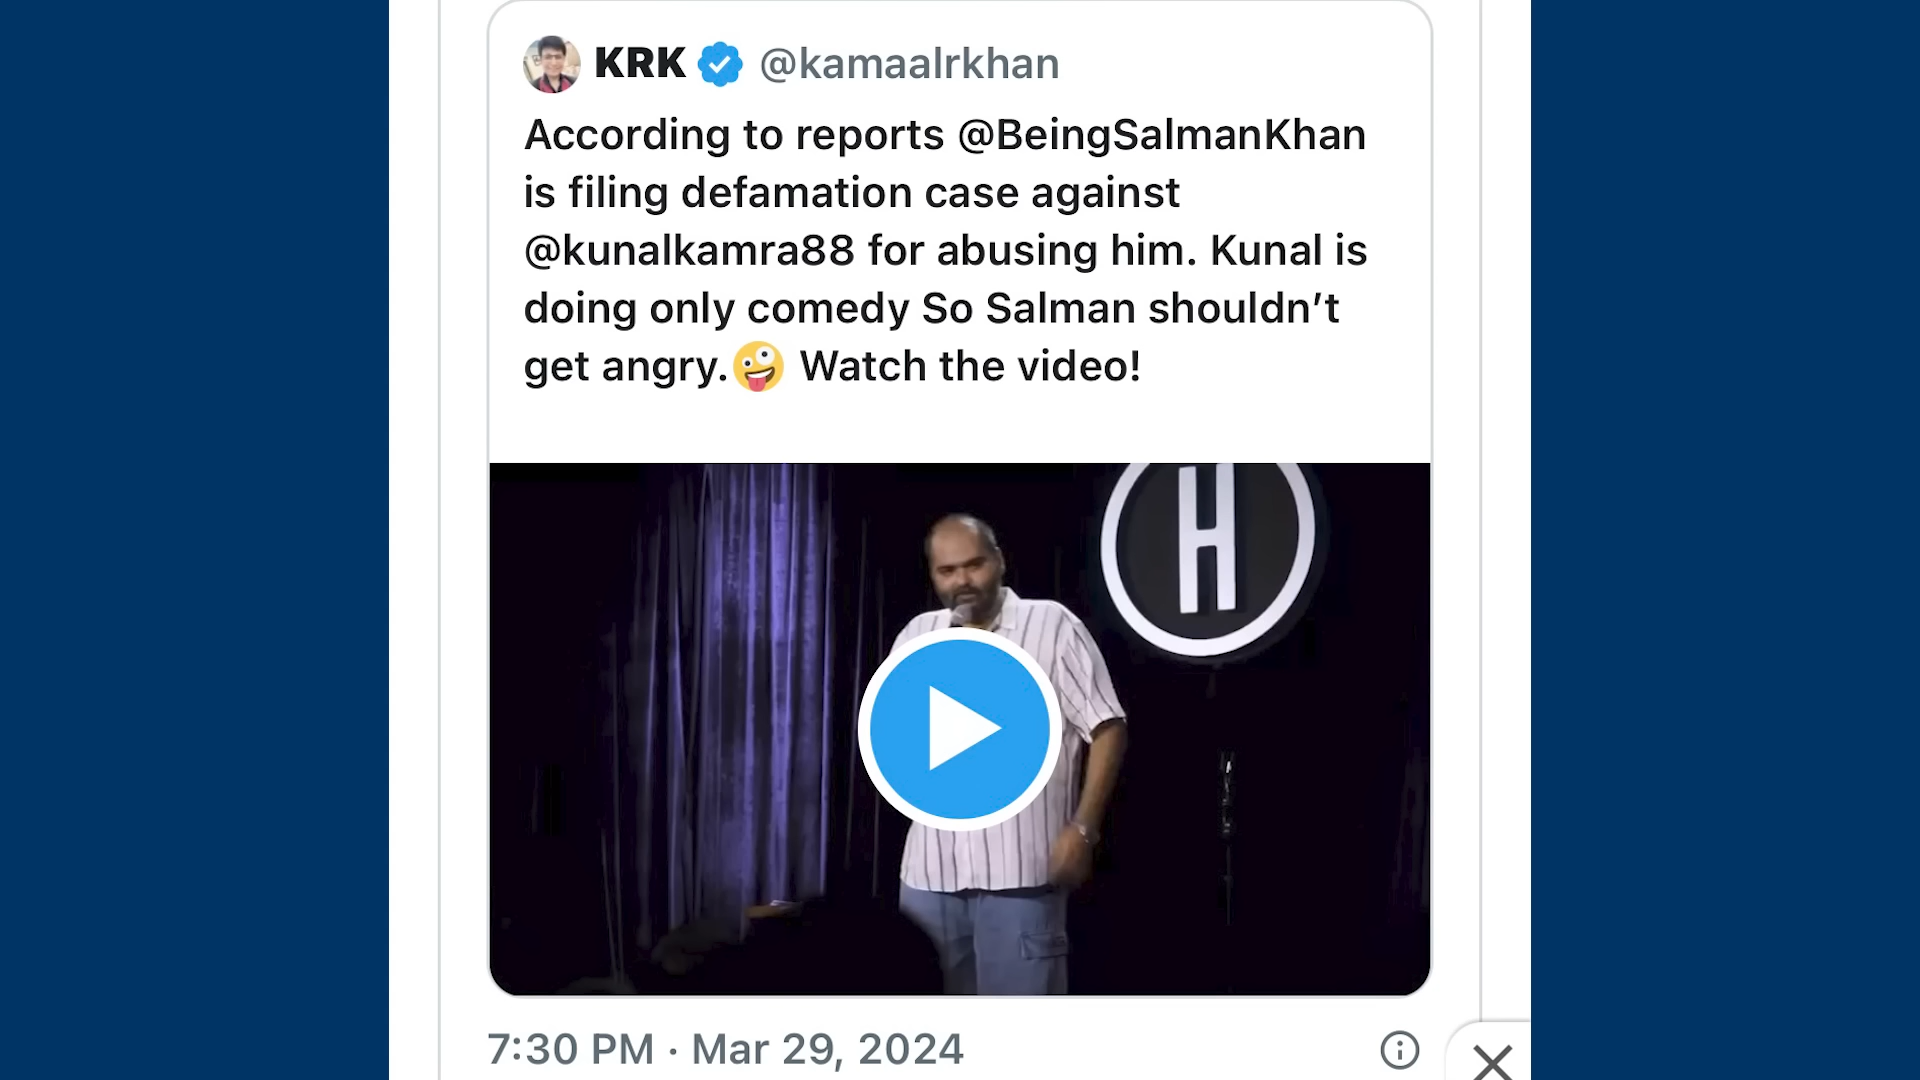 KRK @kamaalrkhan
According to reports @BeingSalmanKhan
is filing defamation case against
@kunalkamra88 for abusing him. Kunal is
doing only comedy So Salman shouldn’t
get angry.🤪 Watch the video!
H
7:30 PM · Mar 29, 2024